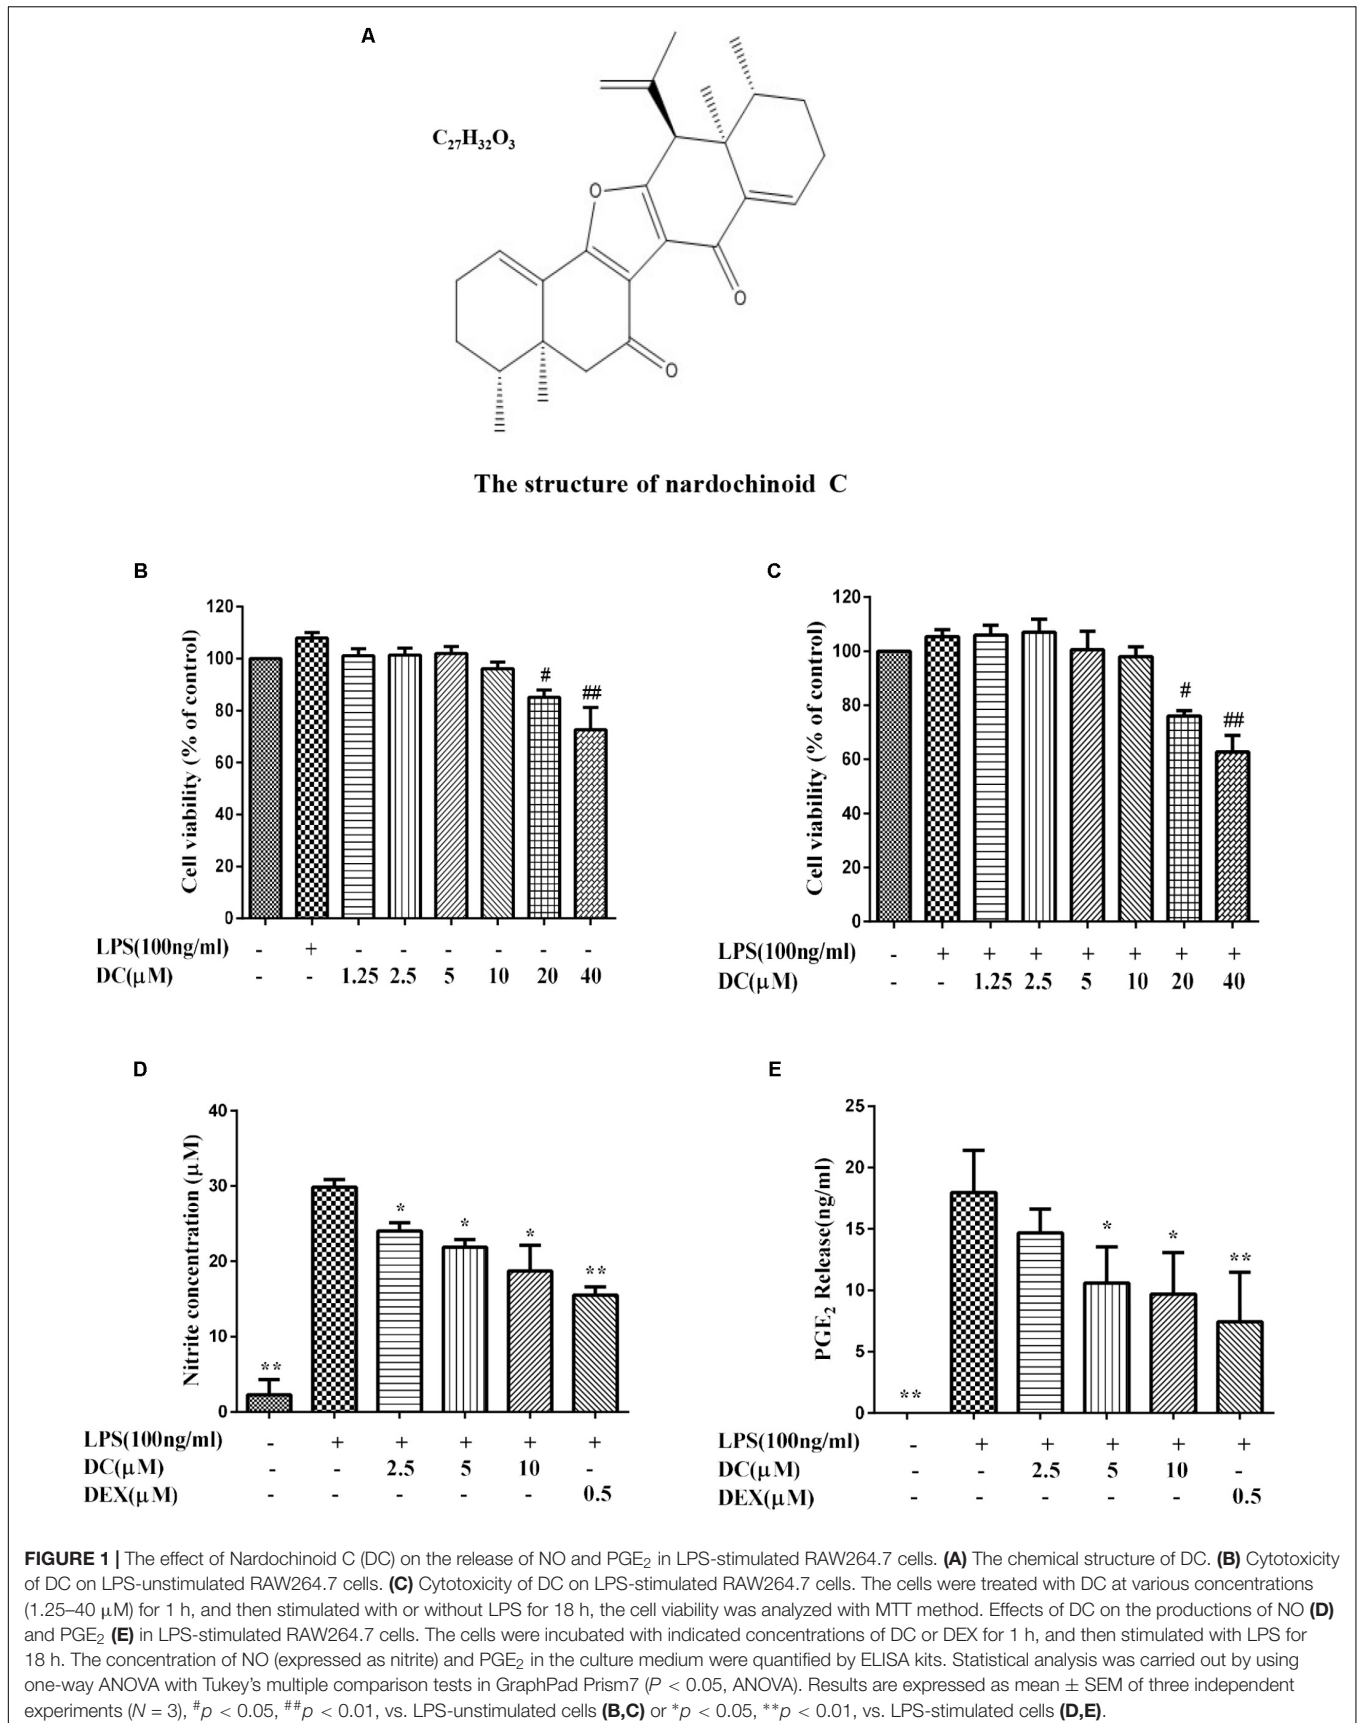 A
C27H32O3
O
O
O
The structure of nardochinoid C
B
120
100
80
60
40
20
0
Cell viability (% of control)
#
##
LPS(100ng/ml) - + - - - - - -
DC(μM) - - 1.25 2.5 5 10 20 40
C
120
100
80
60
40
20
0
Cell viability (% of control)
#
##
LPS(100ng/ml) - + + + + + + +
DC(μM) - - 1.25 2.5 5 10 20 40
D
40
30
20
10
0
Nitrite concentration (μM)
**
*
*
*
**
LPS(100ng/ml) - + + + + +
DC(μM) - - 2.5 5 10 -
DEX(μM) - - - - - 0.5
E
25
20
15
10
5
0
PGE2 Release(ng/ml)
**
*
*
**
LPS(100ng/ml) - + + + + +
DC(μM) - - 2.5 5 10 -
DEX(μM) - - - - - 0.5
FIGURE 1 | The effect of Nardochinoid C (DC) on the release of NO and PGE2 in LPS-stimulated RAW264.7 cells. (A) The chemical structure of DC. (B) Cytotoxicity
of DC on LPS-unstimulated RAW264.7 cells. (C) Cytotoxicity of DC on LPS-stimulated RAW264.7 cells. The cells were treated with DC at various concentrations
(1.25–40 μM) for 1 h, and then stimulated with or without LPS for 18 h, the cell viability was analyzed with MTT method. Effects of DC on the productions of NO (D)
and PGE2 (E) in LPS-stimulated RAW264.7 cells. The cells were incubated with indicated concentrations of DC or DEX for 1 h, and then stimulated with LPS for
18 h. The concentration of NO (expressed as nitrite) and PGE2 in the culture medium were quantified by ELISA kits. Statistical analysis was carried out by using
one-way ANOVA with Tukey's multiple comparison tests in GraphPad Prism7 (P < 0.05, ANOVA). Results are expressed as mean ± SEM of three independent
experiments (N = 3), #p < 0.05, ##p < 0.01, vs. LPS-unstimulated cells (B,C) or *p < 0.05, **p < 0.01, vs. LPS-stimulated cells (D,E).